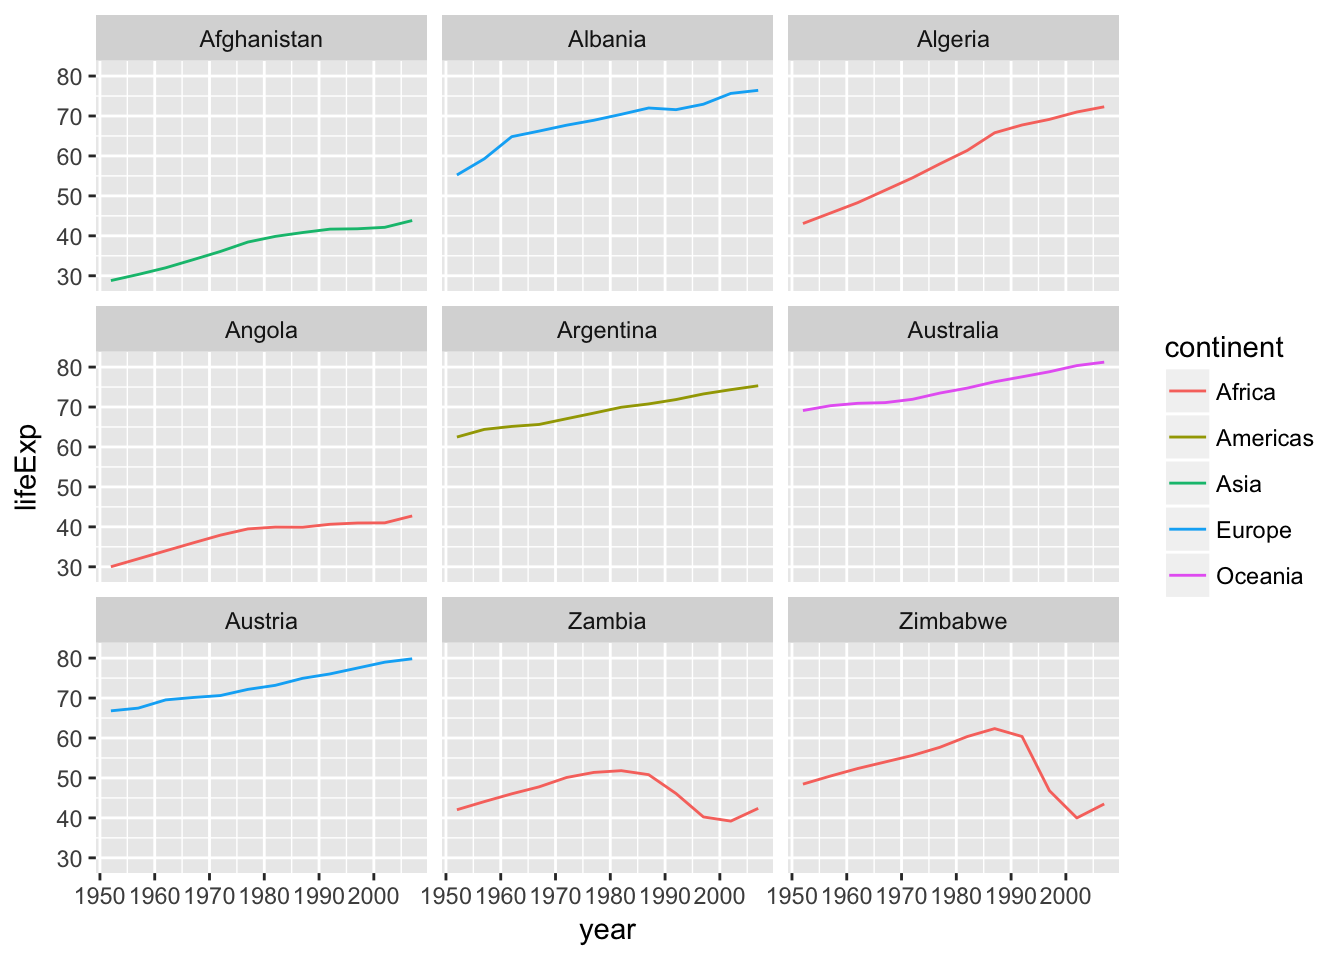 Afghanistan Albania Algeria
80
70
60
50
40
30
Angola Argentina Australia
80
70
60
50
40
30
Austria Zambia Zimbabwe
80
70
60
50
40
30
1950 1960 1970 1980 1990 2000 1950 1960 1970 1980 1990 2000 1950 1960 1970 1980 1990 2000
year
lifeExp
continent
Africa
Americas
Asia
Europe
Oceania